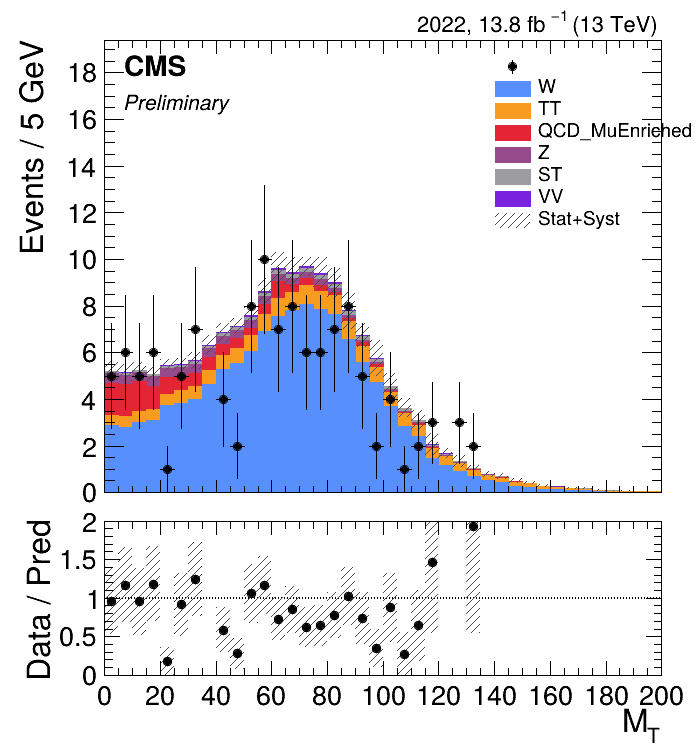 2022, 13.8 fb⁻¹ (13 TeV)
CMS
Preliminary
W
TT
QCD_MuEnriched
Z
ST
VV
Stat+Syst
Events / 5 GeV
18
16
14
12
10
8
6
4
2
0
Data / Pred
2
1.5
1
0.5
0
0 20 40 60 80 100 120 140 160 180 200
M_T